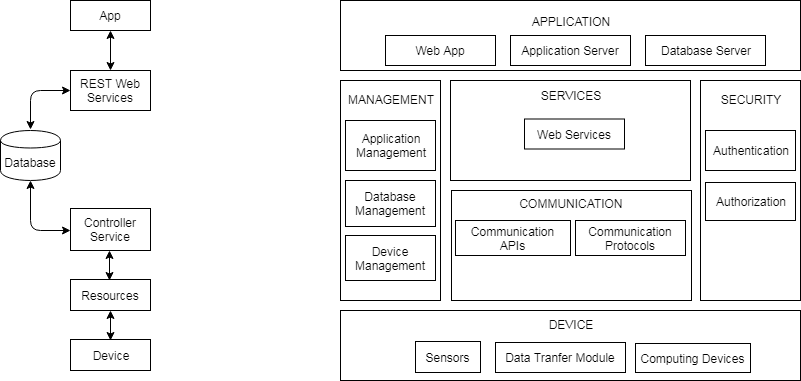 App
REST Web
Services
Database
Controller
Service
Resources
Device
APPLICATION
Web App
Application Server
Database Server
MANAGEMENT
Application
Management
Database
Management
Device
Management
SERVICES
Web Services
COMMUNICATION
Communication
APIs
Communication
Protocols
SECURITY
Authentication
Authorization
DEVICE
Sensors
Data Tranfer Module
Computing Devices